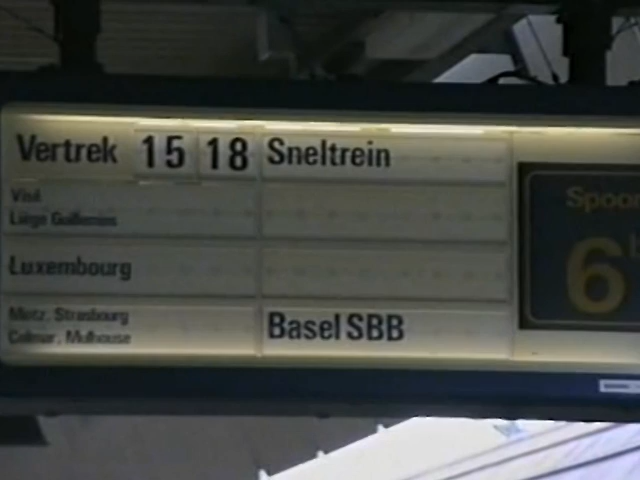 Vertrek 15 18 Sneltrein
Visé
Liège Guillemins
Luxembourg
Metz, Strasbourg
Colmar, Mulhouse
Basel SBB
Spoor
6